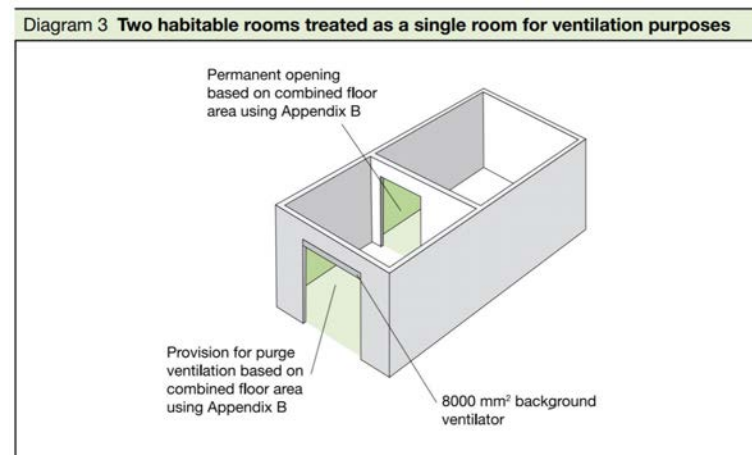 Diagram 3 Two habitable rooms treated as a single room for ventilation purposes
Permanent opening
based on combined floor
area using Appendix B
Provision for purge
ventilation based on
combined floor area
using Appendix B
8000 mm² background
ventilator